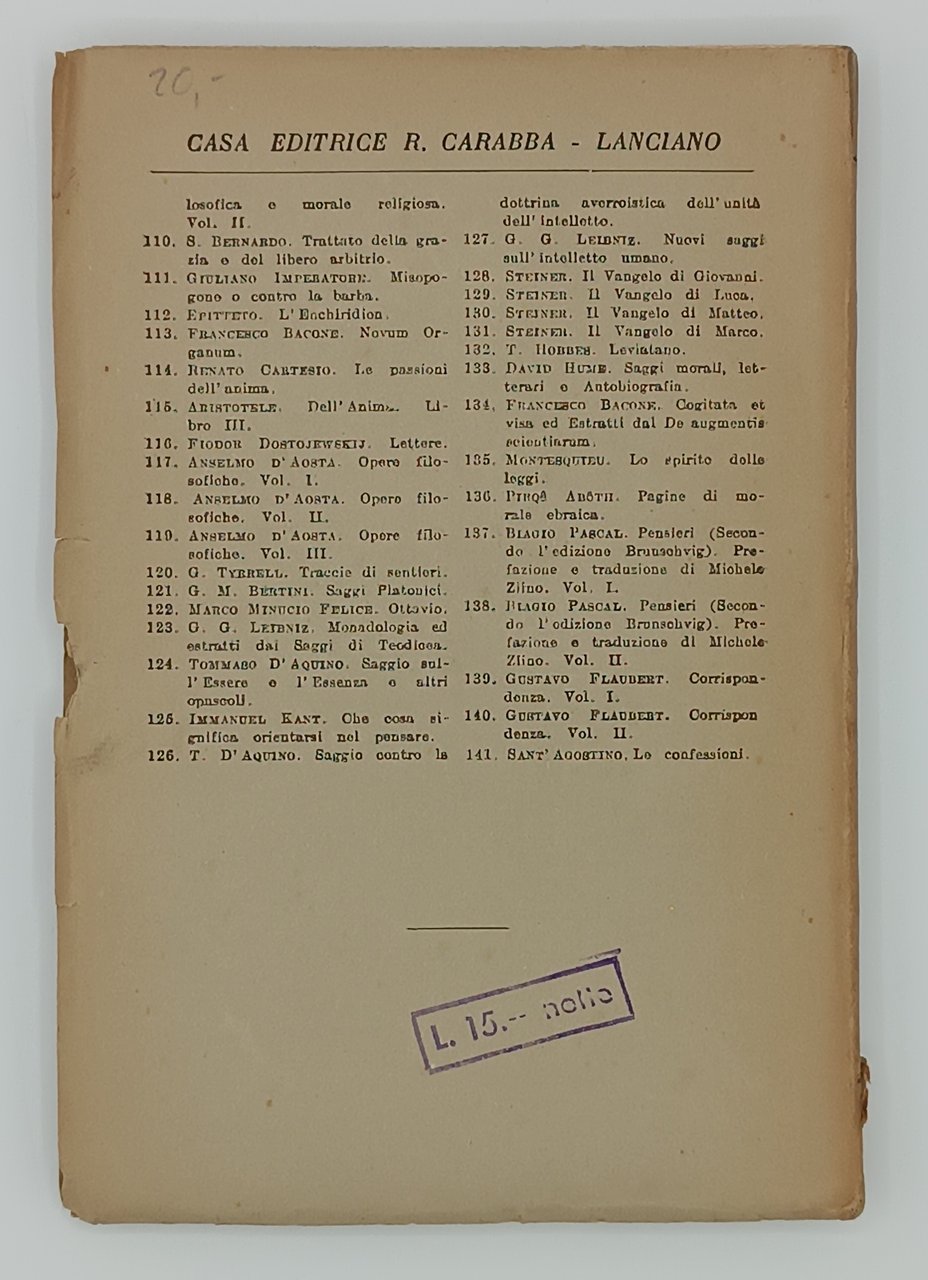 20,-
CASA EDITRICE R. CARABBA - LANCIANO
losofica e morale religiosa.
Vol. II.
110. S. BERNARDO. Trattato della gra-
zia e del libero arbitrio.
111. GIULIANO IMPERATORE. Misopo-
gono o contro la barba.
112. EPITTETO. L'Enchiridion.
113. FRANCESCO BACONE. Novum Or-
ganum.
114. RENATO CARTESIO. Le passioni
dell'anima.
115. ARISTOTELE. Dell'Anima. Li-
bro III.
116. FIODOR DOSTOJEWSKIJ. Lettere.
117. ANSELMO D'AOSTA. Opere filo-
sofiche. Vol. I.
118. ANSELMO D'AOSTA. Opere filo-
sofiche. Vol. II.
119. ANSELMO D'AOSTA. Opere filo-
sofiche. Vol. III.
120. G. TYRRELL. Traccie di sentieri.
121. G. M. BERTINI. Saggi Platonici.
122. MARCO MINUCIO FELICE. Ottavio.
123. G. G. LEIBNIZ. Monadologia ed
estratti dai Saggi di Teodicea.
124. TOMMASO D'AQUINO. Saggio sul-
l'Essere e l'Essenza e altri
opuscoli.
125. IMMANUEL KANT. Che cosa si-
gnifica orientarsi nel pensare.
126. T. D'AQUINO. Saggio contro la
dottrina averroistica dell'unità
dell'intelletto.
127. G. G. LEIBNIZ. Nuovi saggi
sull'intelletto umano.
128. STEINER. Il Vangelo di Giovanni.
129. STEINER. Il Vangelo di Luca.
130. STEINER. Il Vangelo di Matteo.
131. STEINER. Il Vangelo di Marco.
132. T. HOBBES. Leviatano.
133. DAVID HUME. Saggi morali, let-
terari e Autobiografia.
134. FRANCESCO BACONE. Cogitata et
visa ed Estratti dal De augmentis
scientiarum.
135. MONTESQUIEU. Lo spirito delle
leggi.
136. PIRQÊ ABÔTH. Pagine di mo-
rale ebraica.
137. BIAGIO PASCAL. Pensieri (Secon-
do l'edizione Brunschvig). Pre-
fazione e traduzione di Michele
Ziino. Vol. I.
138. BLAGIO PASCAL. Pensieri (Secon-
do l'edizione Brunschvig). Pre-
fazione e traduzione di Michele
Ziino. Vol. II.
139. GUSTAVO FLAUBERT. Corrispon-
denza. Vol. I.
140. GUSTAVO FLAUBERT. Corrispon
denza. Vol. II.
141. SANT'AGOSTINO. Le confessioni.
L. 15.-- netto